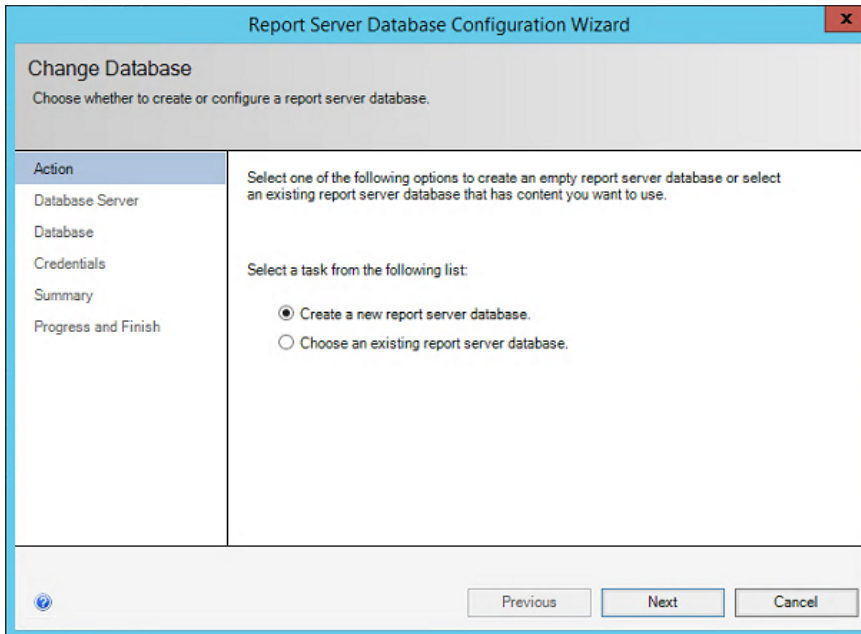 Report Server Database Configuration Wizard
x
Change Database
Choose whether to create or configure a report server database.
Action
Database Server
Database
Credentials
Summary
Progress and Finish
Select one of the following options to create an empty report server database or select
an existing report server database that has content you want to use.
Select a task from the following list:
Create a new report server database.
Choose an existing report server database.
?
Previous
Next
Cancel